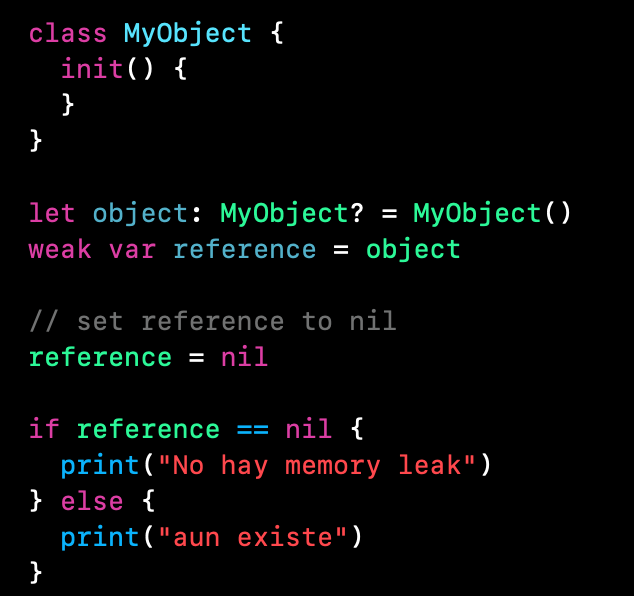 class MyObject {
  init() {
  }
}

let object: MyObject? = MyObject()
weak var reference = object

// set reference to nil
reference = nil

if reference == nil {
  print("No hay memory leak")
} else {
  print("aun existe")
}